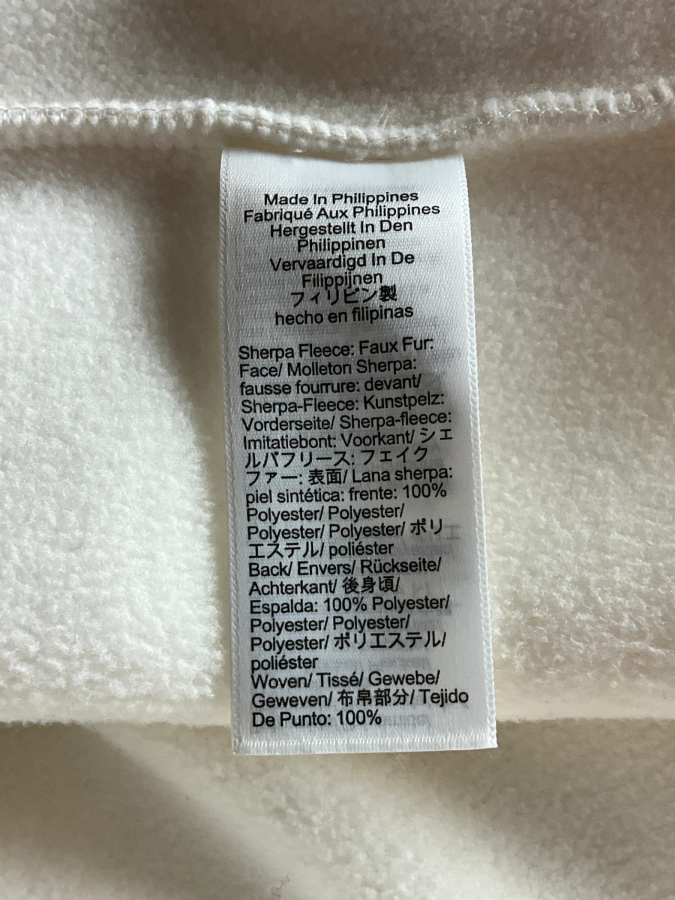 Made In Philippines
Fabriqué Aux Philippines
Hergestellt In Den
Philippinen
Vervaardigd In De
Filippijnen
フィリピン製
hecho en filipinas
Sherpa Fleece: Faux Fur:
Face/ Molleton Sherpa:
fausse fourrure: devant/
Sherpa-Fleece: Kunstpelz:
Vorderseite/ Sherpa-fleece:
Imitatiebont: Voorkant/ シェ
ルパフリース: フェイク
ファー: 表面/ Lana sherpa:
piel sintética: frente: 100%
Polyester/ Polyester/
Polyester/ Polyester/ ポリ
エステル/ poliéster
Back/ Envers/ Rückseite/
Achterkant/ 後身頃/
Espalda: 100% Polyester/
Polyester/ Polyester/
Polyester/ ポリエステル/
poliéster
Woven/ Tissé/ Gewebe/
Geweven/ 布帛部分/ Tejido
De Punto: 100%